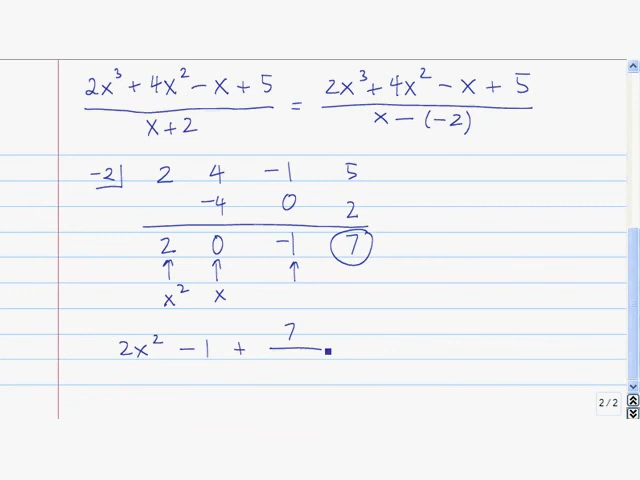 2x³ + 4x² − x + 5 / x + 2 = 2x³ + 4x² − x + 5 / x − (−2)
−2 2 4 −1 5
−4 0 2
2 0 −1 7
↑ ↑ ↑
x² x
2x² − 1 + 7/
2/2